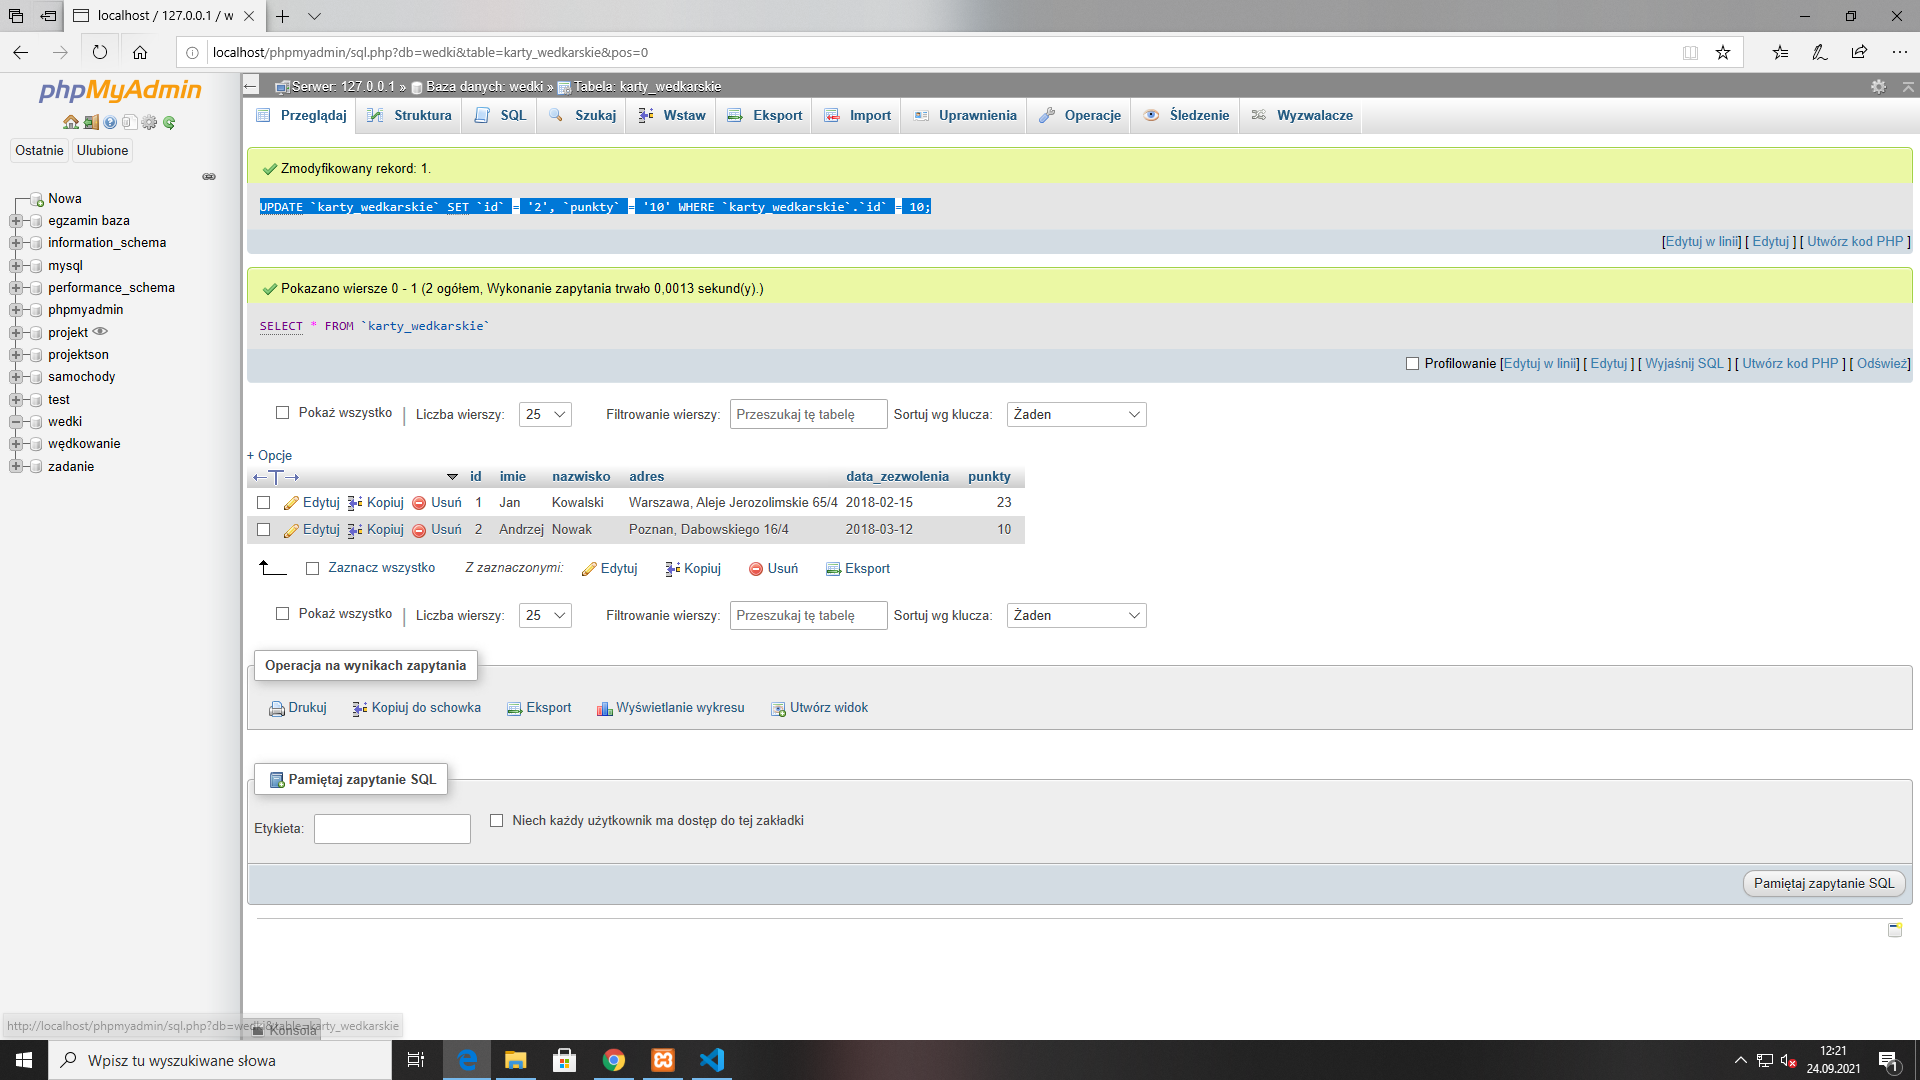 localhost / 127.0.0.1 / w
localhost/phpmyadmin/sql.php?db=wedki&table=karty_wedkarskie&pos=0
phpMyAdmin
Ostatnie Ulubione
Nowa
egzamin baza
information_schema
mysql
performance_schema
phpmyadmin
projekt
projektson
samochody
test
wedki
wędkowanie
zadanie
Serwer: 127.0.0.1 » Baza danych: wedki » Tabela: karty_wedkarskie
Przeglądaj Struktura SQL Szukaj Wstaw Eksport Import Uprawnienia Operacje Śledzenie Wyzwalacze
Zmodyfikowany rekord: 1.
UPDATE `karty_wedkarskie` SET `id` = '2', `punkty` = '10' WHERE `karty_wedkarskie`.`id` = 10;
[Edytuj w linii] [ Edytuj ] [ Utwórz kod PHP ]
Pokazano wiersze 0 - 1 (2 ogółem, Wykonanie zapytania trwało 0,0013 sekund(y).)
SELECT * FROM `karty_wedkarskie`
Profilowanie [Edytuj w linii] [ Edytuj ] [ Wyjaśnij SQL ] [ Utwórz kod PHP ] [ Odśwież]
Pokaż wszystko | Liczba wierszy: 25 Filtrowanie wierszy: Przeszukaj tę tabelę Sortuj wg klucza: Żaden
+ Opcje
←T→ id imie nazwisko adres data_zezwolenia punkty
Edytuj Kopiuj Usuń 1 Jan Kowalski Warszawa, Aleje Jerozolimskie 65/4 2018-02-15 23
Edytuj Kopiuj Usuń 2 Andrzej Nowak Poznan, Dabowskiego 16/4 2018-03-12 10
Zaznacz wszystko Z zaznaczonymi: Edytuj Kopiuj Usuń Eksport
Pokaż wszystko | Liczba wierszy: 25 Filtrowanie wierszy: Przeszukaj tę tabelę Sortuj wg klucza: Żaden
Operacja na wynikach zapytania
Drukuj Kopiuj do schowka Eksport Wyświetlanie wykresu Utwórz widok
Pamiętaj zapytanie SQL
Etykieta: Niech każdy użytkownik ma dostęp do tej zakładki
Pamiętaj zapytanie SQL
http://localhost/phpmyadmin/sql.php?db=wedki&table=karty_wedkarskie
Konsola
Wpisz tu wyszukiwane słowa
12:21
24.09.2021
1